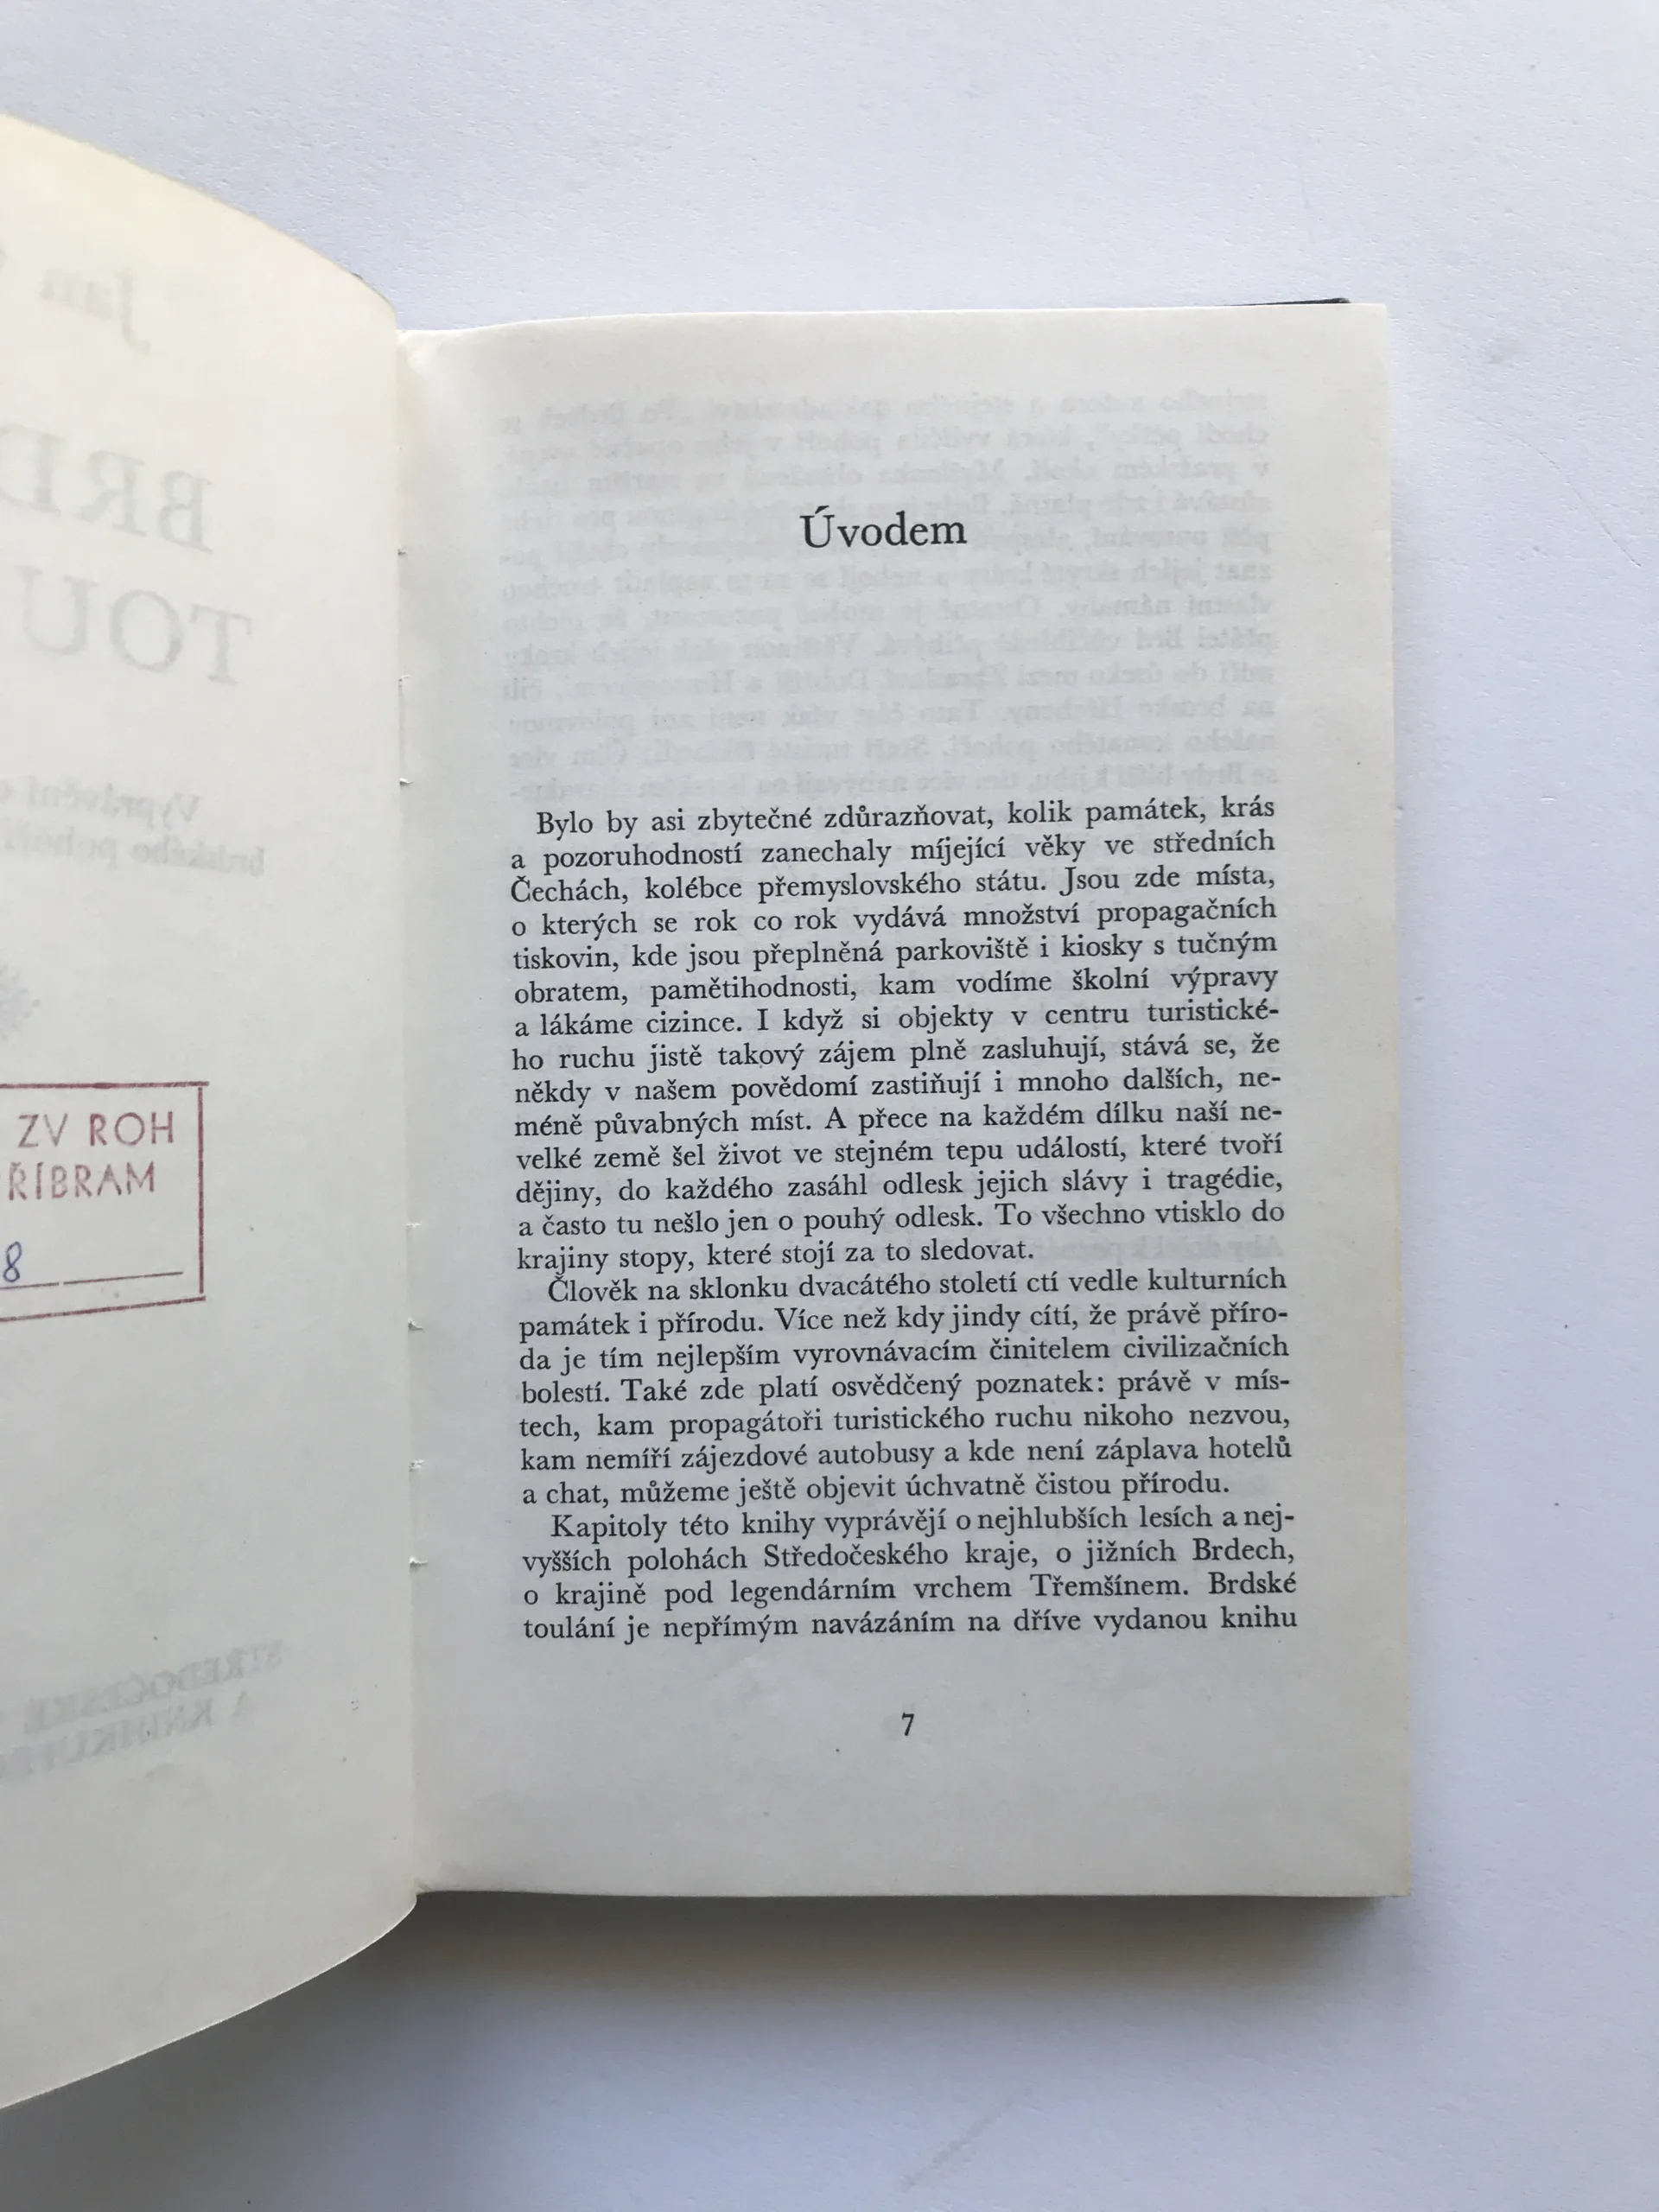 ZV ROH
ŘÍBRAM
8
Úvodem
Bylo by asi zbytečné zdůrazňovat, kolik památek, krás
a pozoruhodností zanechaly míjející věky ve středních
Čechách, kolébce přemyslovského státu. Jsou zde místa,
o kterých se rok co rok vydává množství propagačních
tiskovin, kde jsou přeplněná parkoviště i kiosky s tučným
obratem, pamětihodnosti, kam vodíme školní výpravy
a lákáme cizince. I když si objekty v centru turistické-
ho ruchu jistě takový zájem plně zasluhují, stává se, že
někdy v našem povědomí zastiňují i mnoho dalších, ne-
méně půvabných míst. A přece na každém dílku naší ne-
velké země šel život ve stejném tepu událostí, které tvoří
dějiny, do každého zasáhl odlesk jejich slávy i tragédie,
a často tu nešlo jen o pouhý odlesk. To všechno vtisklo do
krajiny stopy, které stojí za to sledovat.
Člověk na sklonku dvacátého století ctí vedle kulturních
památek i přírodu. Více než kdy jindy cítí, že právě příro-
da je tím nejlepším vyrovnávacím činitelem civilizačních
bolestí. Také zde platí osvědčený poznatek: právě v mís-
tech, kam propagátoři turistického ruchu nikoho nezvou,
kam nemíří zájezdové autobusy a kde není záplava hotelů
a chat, můžeme ještě objevit úchvatně čistou přírodu.
Kapitoly této knihy vyprávějí o nejhlubších lesích a nej-
vyšších polohách Středočeského kraje, o jižních Brdech,
o krajině pod legendárním vrchem Třemšínem. Brdské
toulání je nepřímým navázáním na dříve vydanou knihu
7